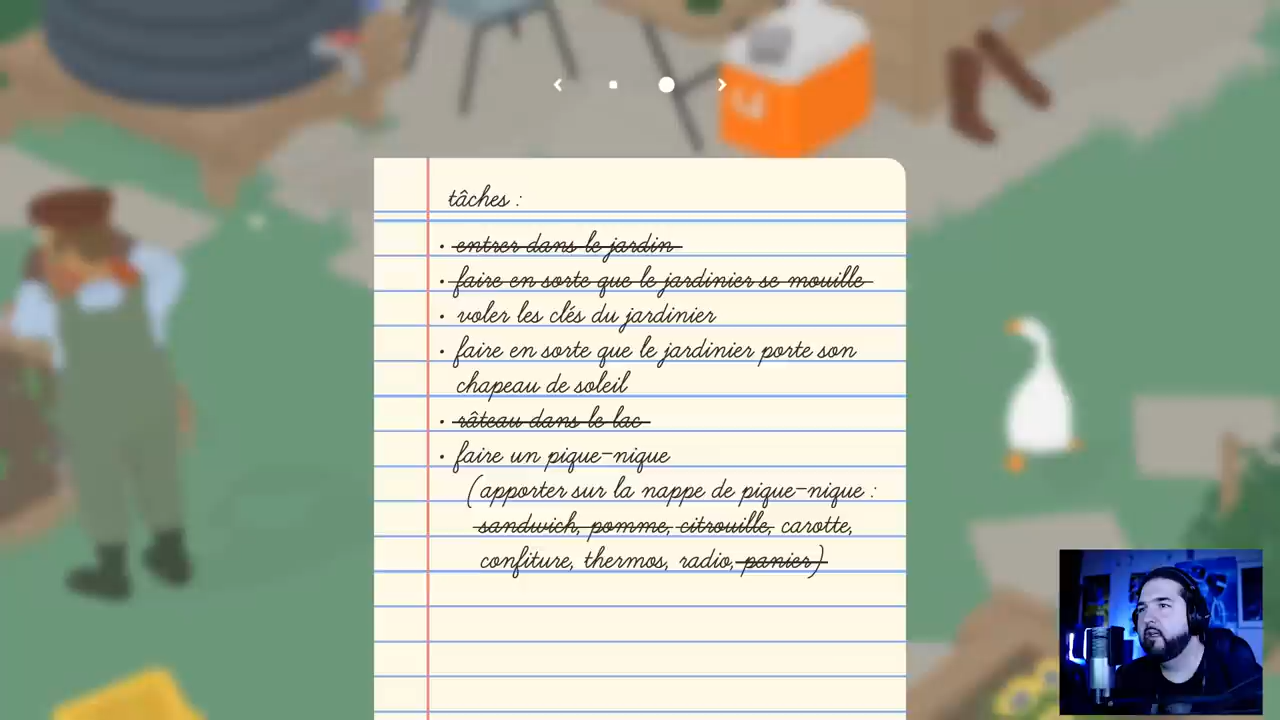 tâches :
• entrer dans le jardin
• faire en sorte que le jardinier se mouille
• voler les clés du jardinier
• faire en sorte que le jardinier porte son
chapeau de soleil
• râteau dans le lac
• faire un pique-nique
(apporter sur la nappe de pique-nique :
sandwich, pomme, citrouille, carotte,
confiture, thermos, radio, panier)